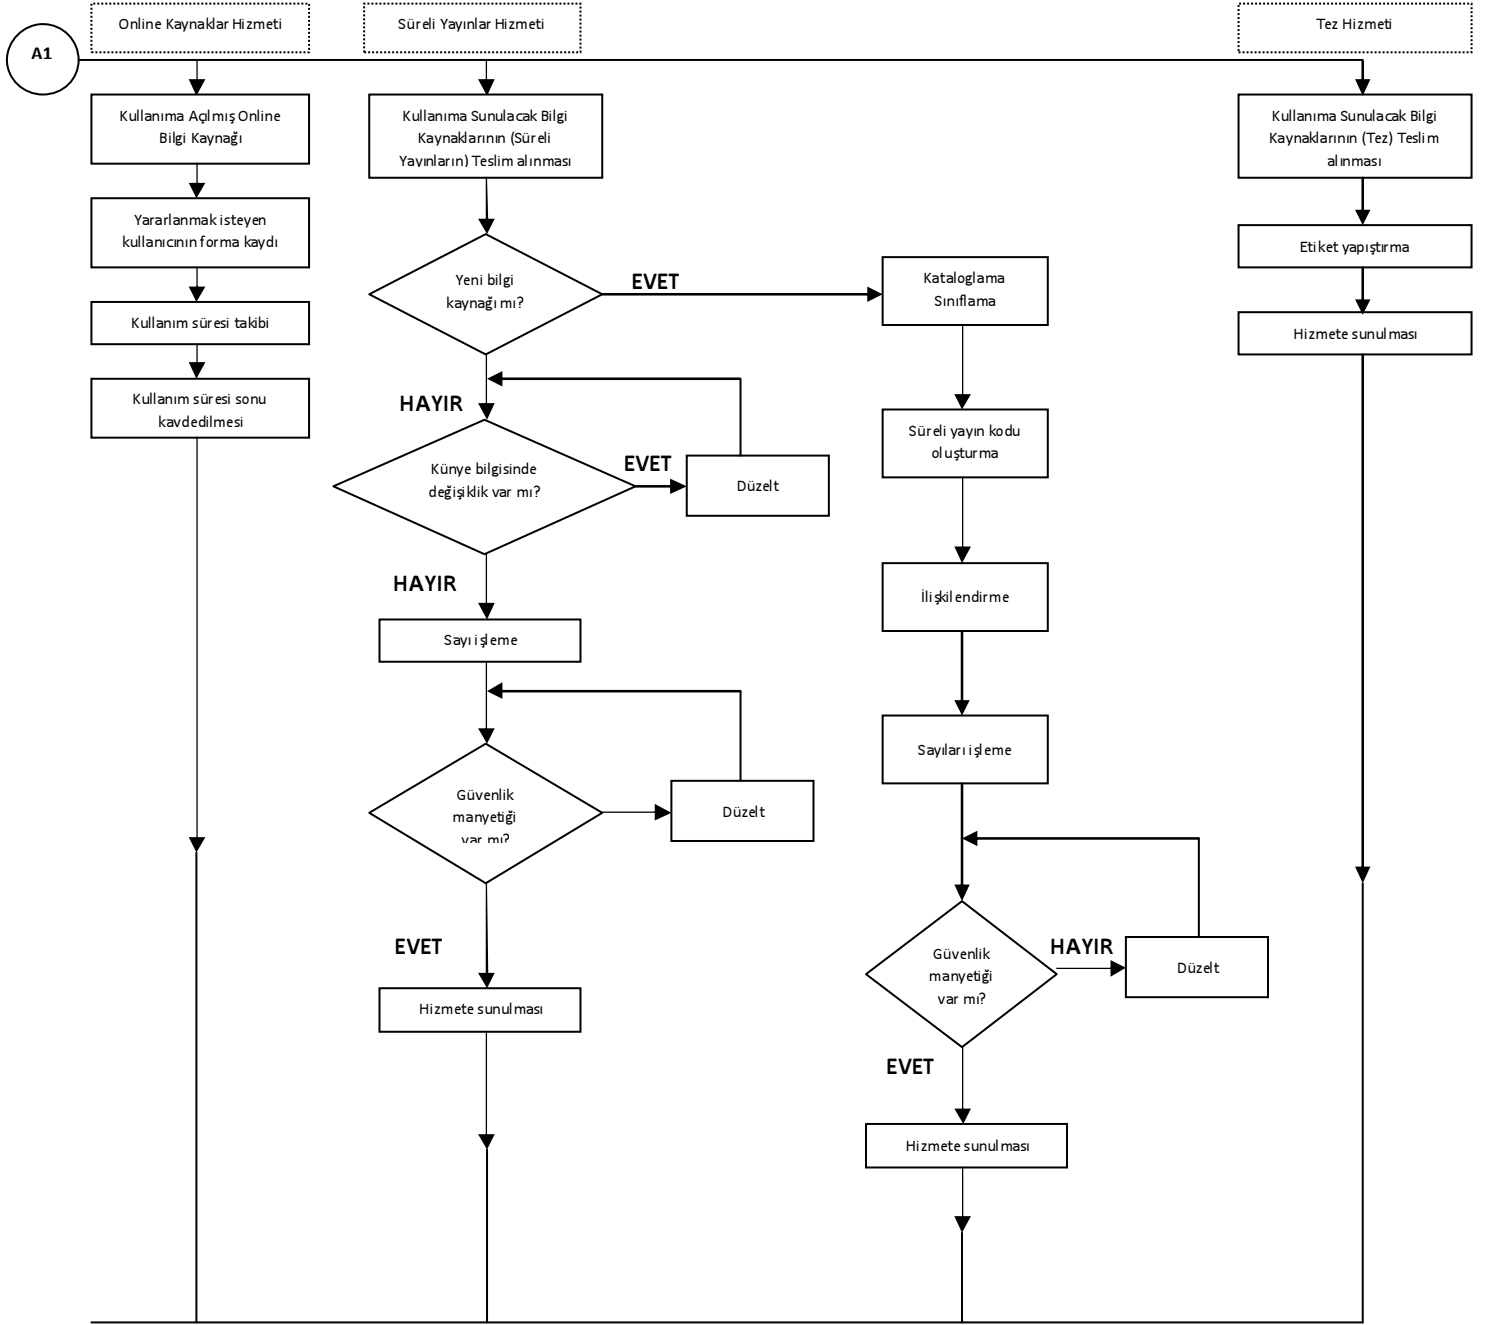 Online Kaynaklar Hizmeti
Süreli Yayınlar Hizmeti
Tez Hizmeti
A1
Kullanıma Açılmış Online
Bilgi Kaynağı
Yararlanmak isteyen
kullanıcının forma kaydı
Kullanım süresi takibi
Kullanım süresi sonu
kaydedilmesi
Kullanıma Sunulacak Bilgi
Kaynaklarının (Süreli
Yayınların) Teslim alınması
Yeni bilgi
kaynağı mı?
EVET
HAYIR
Künye bilgisinde
değişiklik var mı?
EVET
Düzelt
HAYIR
Sayı işleme
Güvenlik
manyetiği
var mı?
Düzelt
EVET
Hizmete sunulması
Kataloglama
Sınıflama
Süreli yayın kodu
oluşturma
İlişkilendirme
Sayıları işleme
Güvenlik
manyetiği
var mı?
HAYIR
Düzelt
EVET
Hizmete sunulması
Kullanıma Sunulacak Bilgi
Kaynaklarının (Tez) Teslim
alınması
Etiket yapıştırma
Hizmete sunulması